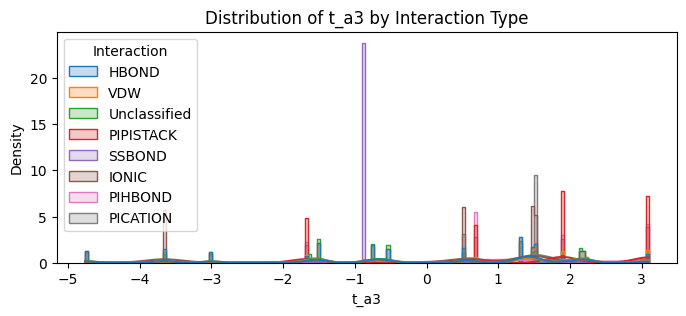 Distribution of t_a3 by Interaction Type
Interaction
HBOND
VDW
Unclassified
PIPISTACK
SSBOND
IONIC
PIHBOND
PICATION
Density
20
15
10
5
0
−5 −4 −3 −2 −1 0 1 2 3
t_a3